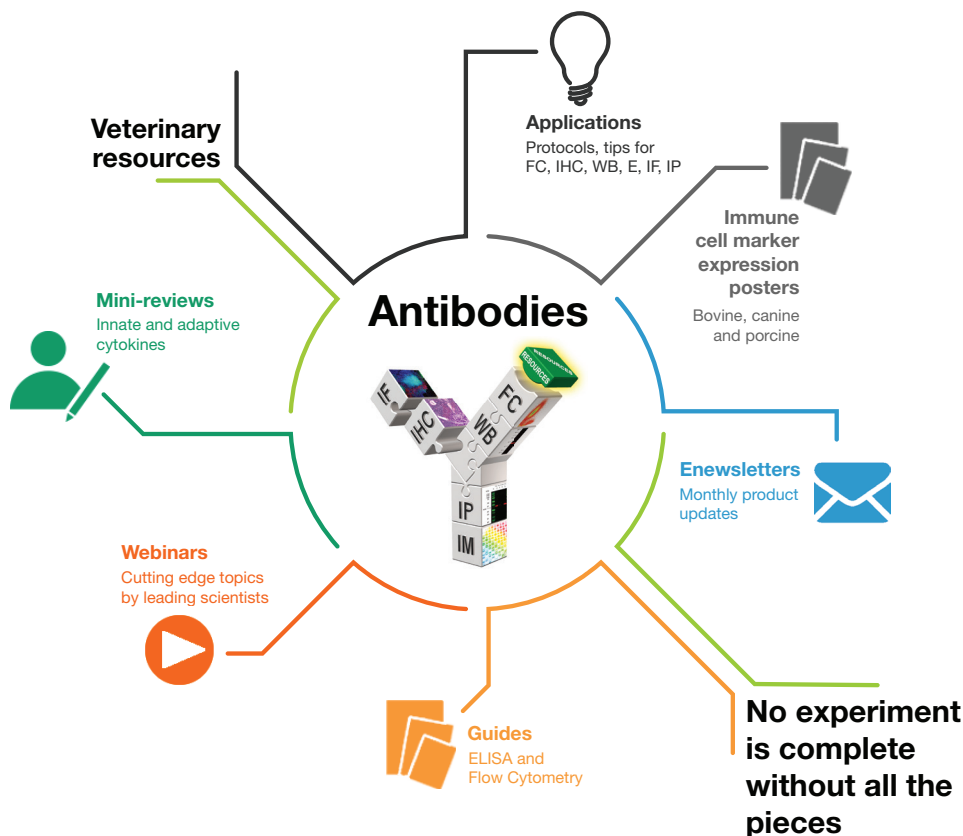 Veterinary
resources
Applications
Protocols, tips for
FC, IHC, WB, E, IF, IP
Immune
cell marker
expression
posters
Bovine, canine
and porcine
Mini-reviews
Innate and adaptive
cytokines
Antibodies
RESOURCES
RESOURCES
IF
IHC
FC
WB
IP
IM
Enewsletters
Monthly product
updates
Webinars
Cutting edge topics
by leading scientists
Guides
ELISA and
Flow Cytometry
No experiment
is complete
without all the
pieces